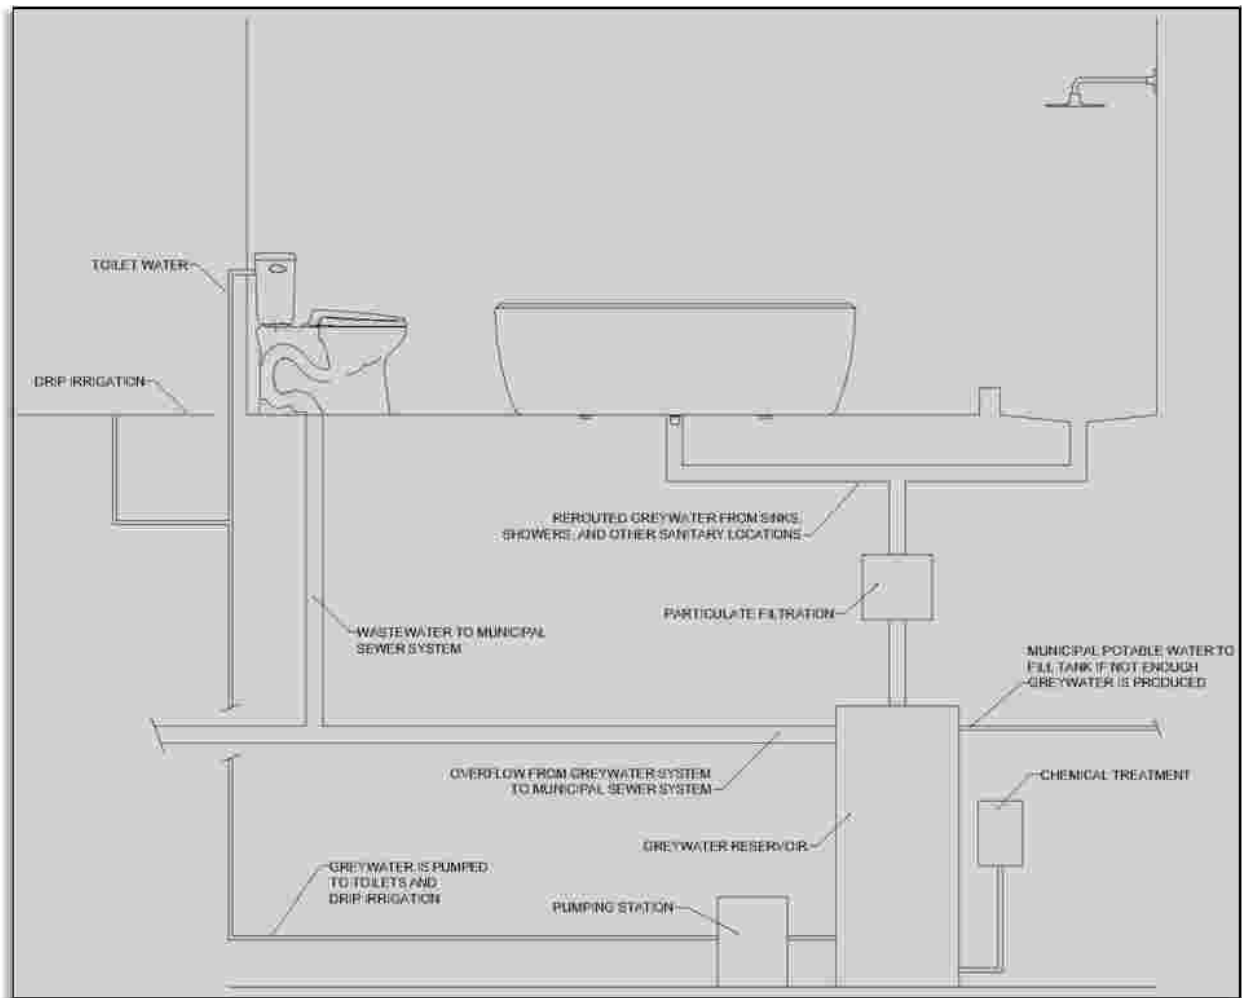 TOILET WATER
DRIP IRRIGATION
REROUTED GREYWATER FROM SINKS,
SHOWERS, AND OTHER SANITARY LOCATIONS
PARTICULATE FILTRATION
WASTEWATER TO MUNICIPAL
SEWER SYSTEM
MUNICIPAL POTABLE WATER TO
FILL TANK IF NOT ENOUGH
GREYWATER IS PRODUCED
OVERFLOW FROM GREYWATER SYSTEM
TO MUNICIPAL SEWER SYSTEM
CHEMICAL TREATMENT
GREYWATER RESERVOIR
GREYWATER IS PUMPED
TO TOILETS AND
DRIP IRRIGATION
PUMPING STATION